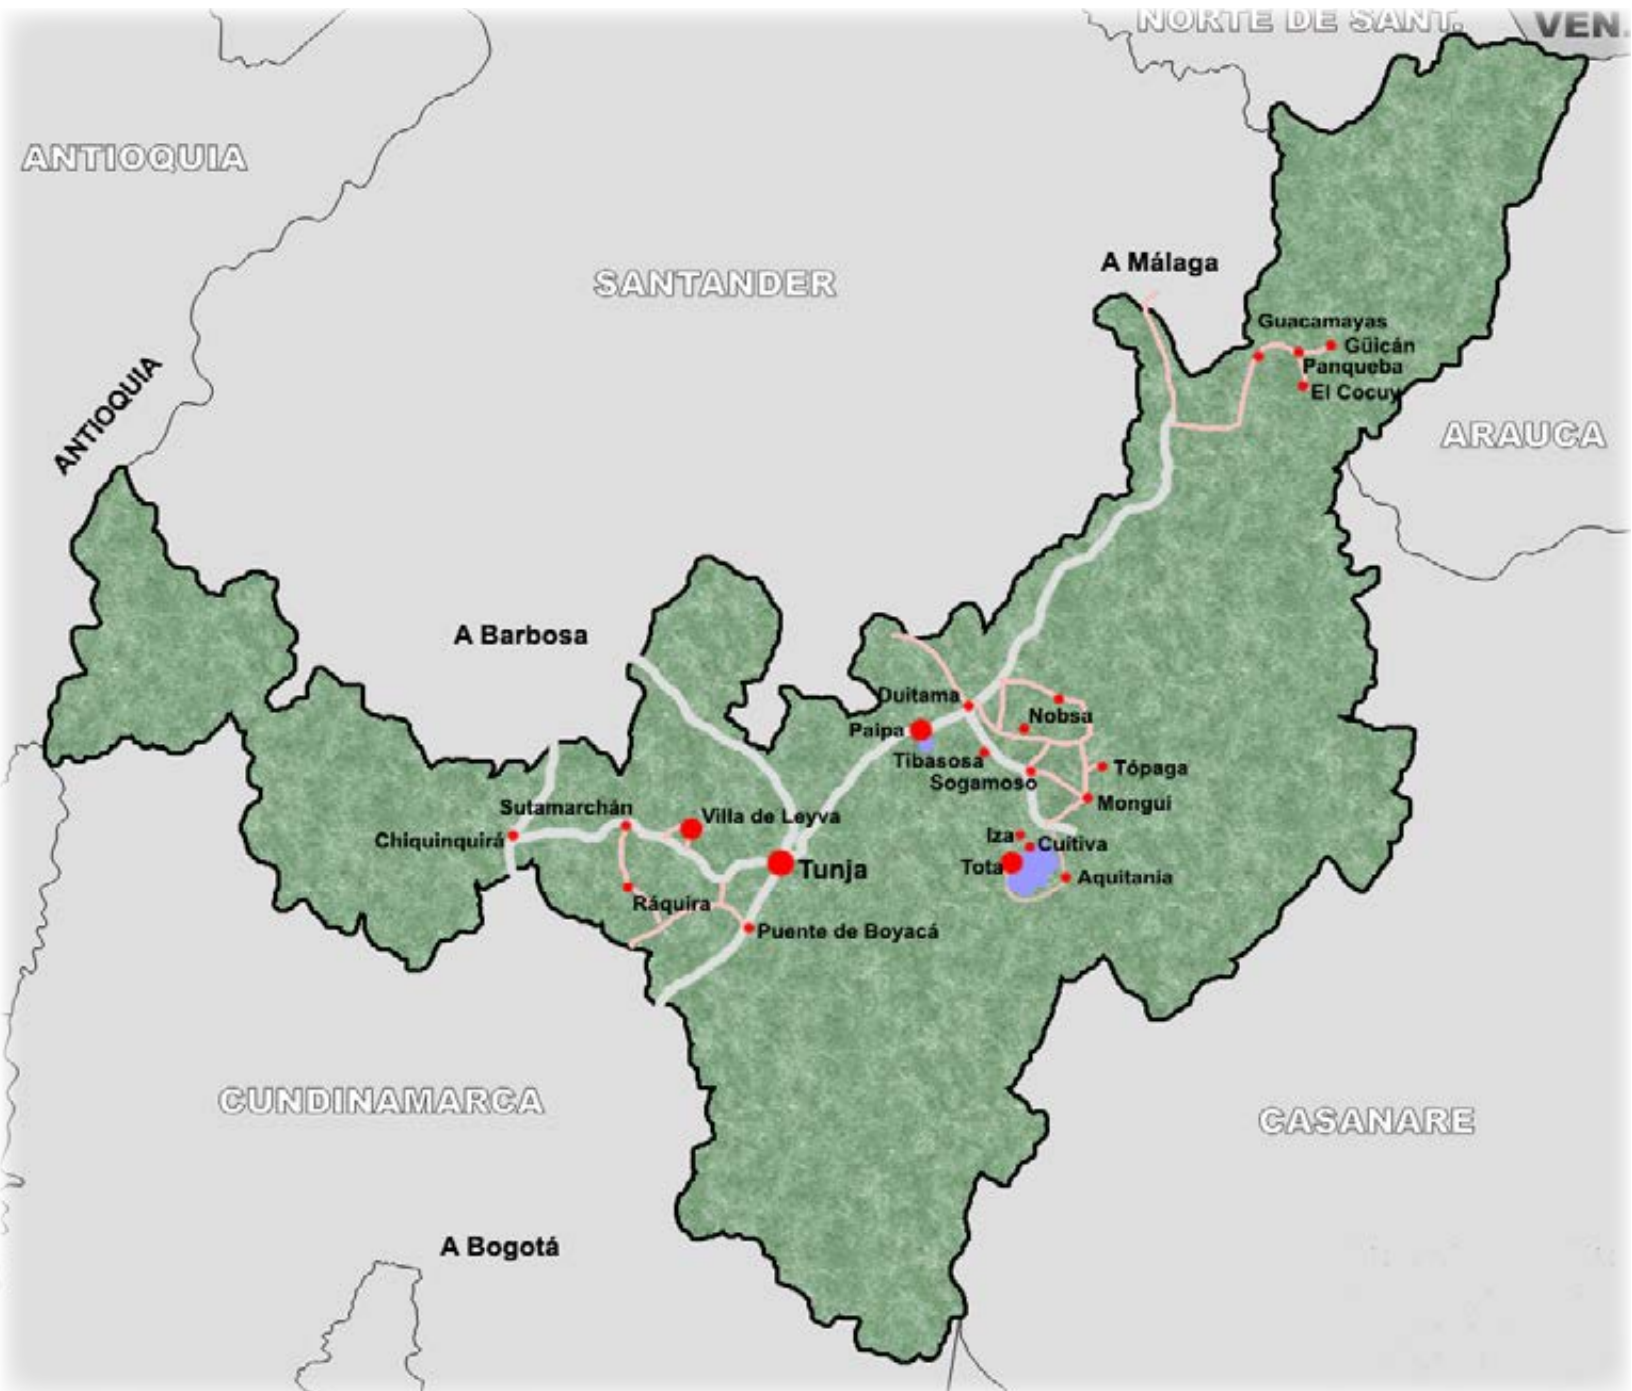 NORTE DE SANT.
VEN.
ANTIOQUIA
SANTANDER
A Málaga
Guacamayas
Güicán
Panqueba
El Cocuy
ANTIOQUIA
ARAUCA
A Barbosa
Duitama
Nobsa
Paipa
Tibasosa
Sogamoso
Tópaga
Mongui
Sutamarchán
Villa de Leyva
Chiquinquirá
Iza
Cuitiva
Tota
Tunja
Aquitania
Ráquira
Puente de Boyacá
CUNDINAMARCA
CASANARE
A Bogotá